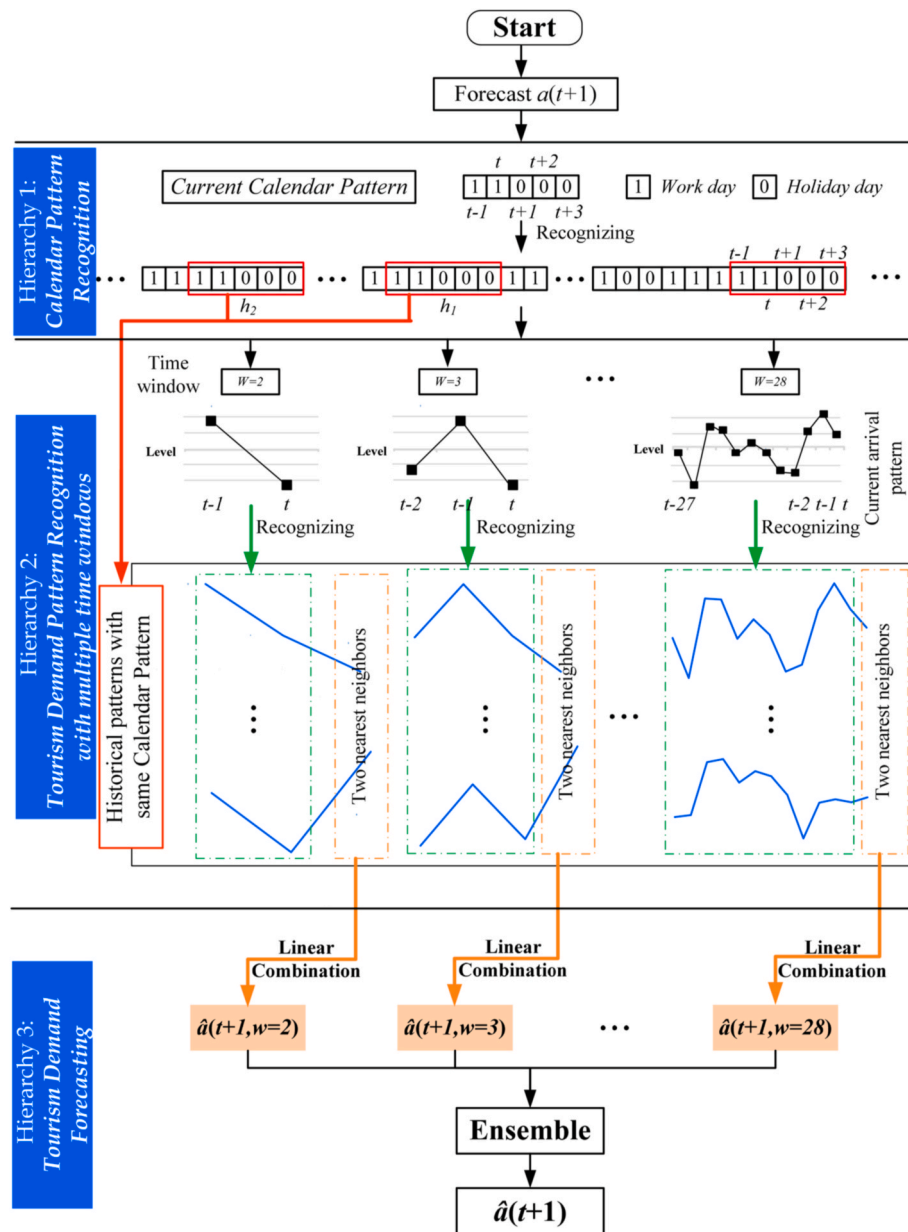 Start
Forecast a(t+1)
Hierarchy 1:
Calendar Pattern
Recognition
Current Calendar Pattern
t t+2
1 1 0 0 0
t-1 t+1 t+3
1 Work day 0 Holiday day
Recognizing
t-1 t+1 t+3
... 1 1 1 1 0 0 0 ... 1 1 1 0 0 0 1 1 ... 1 0 0 1 1 1 1 1 0 0 0 ...
h2 h1 t t+2
Time
window
W=2
W=3
...
W=28
Level
t-1 t
Level
t-2 t-1 t
Level
t-27 t-2 t-1 t
Current arrival
pattern
Recognizing
Recognizing
Recognizing
Hierarchy 2:
Tourism Demand Pattern Recognition
with multiple time windows
Historical patterns with
same Calendar Pattern
Two nearest neighbors
Two nearest neighbors
...
Two nearest neighbors
Hierarchy 3:
Tourism Demand
Forecasting
Linear
Combination
Linear
Combination
Linear
Combination
â(t+1,w=2)
â(t+1,w=3)
...
â(t+1,w=28)
Ensemble
â(t+1)